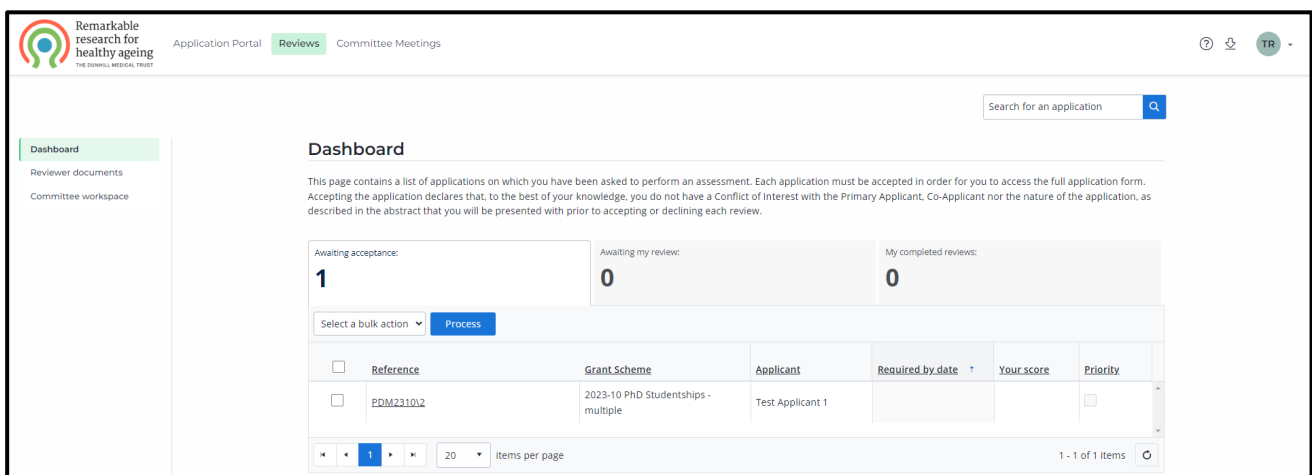 Remarkable
research for
healthy ageing
THE DUNHILL MEDICAL TRUST
Application Portal Reviews Committee Meetings
TR
Search for an application
Dashboard
Reviewer documents
Committee workspace
Dashboard
This page contains a list of applications on which you have been asked to perform an assessment. Each application must be accepted in order for you to access the full application form.
Accepting the application declares that, to the best of your knowledge, you do not have a Conflict of Interest with the Primary Applicant, Co-Applicant nor the nature of the application, as
described in the abstract that you will be presented with prior to accepting or declining each review.
Awaiting acceptance: Awaiting my review: My completed reviews:
1 0 0
Select a bulk action Process
Reference Grant Scheme Applicant Required by date ↑ Your score Priority
PDM2310\2 2023-10 PhD Studentships - Test Applicant 1
multiple
1 20 items per page 1 - 1 of 1 items